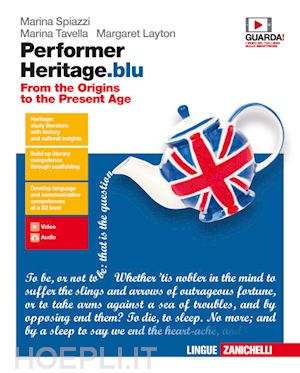 Marina Spiazzi
Marina Tavella Margaret Layton
GUARDA!
Performer
Heritage.blu
From the Origins
to the Present Age
Heritage:
study literature
with history
and cultural insights
Build up literary
competence
through scaffolding
Develop language
and communicative
competences
at a B2 level
Video
Audio
To be, or not to be: that is the question
Whether 'tis nobler in the mind to
suffer the slings and arrows of outrageous fortune,
or to take arms against a sea of troubles, and by
opposing end them? To die, to sleep. No more; and
by a sleep to say we end the heart-ache, and
HOEPLI.it
LINGUE ZANICHELLI